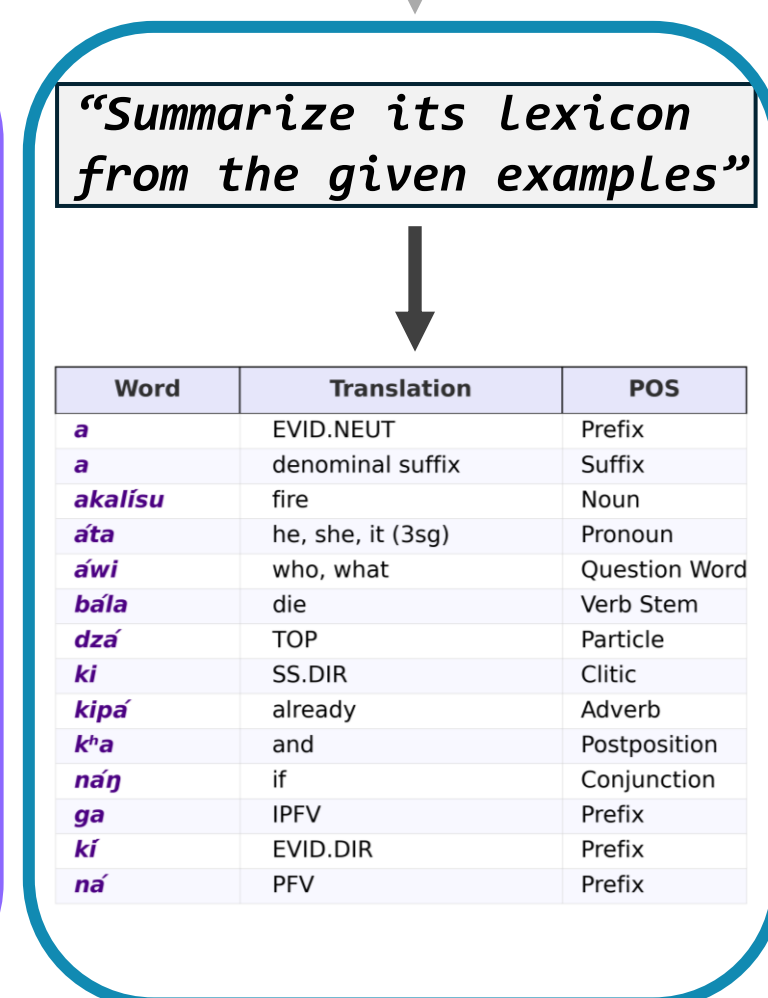 “Summarize its lexicon
from the given examples”
Word Translation POS
a EVID.NEUT Prefix
a denominal suffix Suffix
akalísu fire Noun
áta he, she, it (3sg) Pronoun
áwi who, what Question Word
bála die Verb Stem
dzá TOP Particle
ki SS.DIR Clitic
kipá already Adverb
kʰa and Postposition
náŋ if Conjunction
ga IPFV Prefix
kí EVID.DIR Prefix
ná PFV Prefix